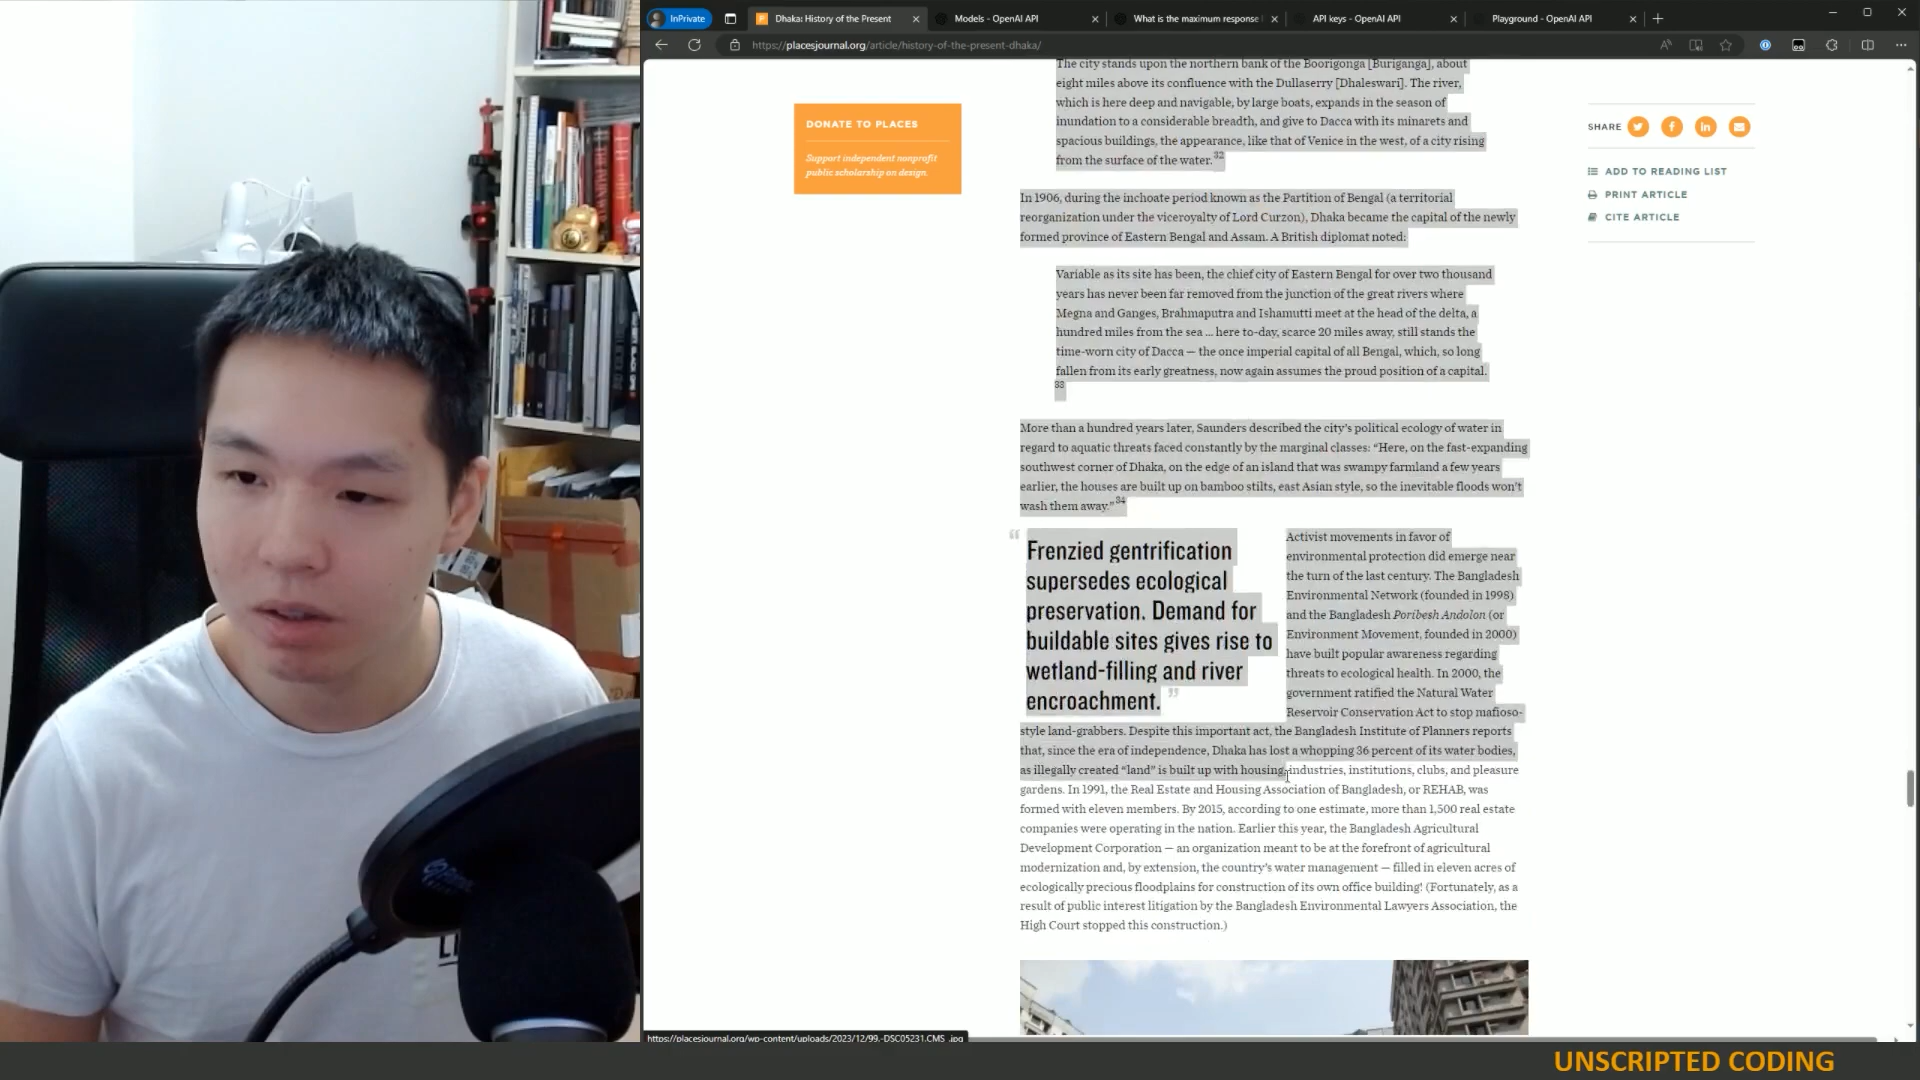 InPrivate
Dhaka: History of the Present
Models - OpenAI API
What is the maximum response
API keys - OpenAI API
Playground - OpenAI API
https://placesjournal.org/article/history-of-the-present-dhaka/
DONATE TO PLACES
Support independent nonprofit
public scholarship on design.
The city stands upon the northern bank of the Boorigonga [Buriganga], about
eight miles above its confluence with the Dullaserry [Dhaleswari]. The river,
which is here deep and navigable, by large boats, expands in the season of
inundation to a considerable breadth, and give to Dacca with its minarets and
spacious buildings, the appearance, like that of Venice in the west, of a city rising
from the surface of the water.32
In 1906, during the inchoate period known as the Partition of Bengal (a territorial
reorganization under the viceroyalty of Lord Curzon), Dhaka became the capital of the newly
formed province of Eastern Bengal and Assam. A British diplomat noted:
Variable as its site has been, the chief city of Eastern Bengal for over two thousand
years has never been far removed from the junction of the great rivers where
Megna and Ganges, Brahmaputra and Ishamutti meet at the head of the delta, a
hundred miles from the sea ... here to-day, scarce 20 miles away, still stands the
time-worn city of Dacca — the once imperial capital of all Bengal, which, so long
fallen from its early greatness, now again assumes the proud position of a capital.
33
More than a hundred years later, Saunders described the city's political ecology of water in
regard to aquatic threats faced constantly by the marginal classes: “Here, on the fast-expanding
southwest corner of Dhaka, on the edge of an island that was swampy farmland a few years
earlier, the houses are built up on bamboo stilts, east Asian style, so the inevitable floods won't
wash them away.”34
“ Frenzied gentrification
supersedes ecological
preservation. Demand for
buildable sites gives rise to
wetland-filling and river
encroachment. ”
Activist movements in favor of
environmental protection did emerge near
the turn of the last century. The Bangladesh
Environmental Network (founded in 1998)
and the Bangladesh Poribesh Andolon (or
Environment Movement, founded in 2000)
have built popular awareness regarding
threats to ecological health. In 2000, the
government ratified the Natural Water
Reservoir Conservation Act to stop mafioso-
style land-grabbers. Despite this important act, the Bangladesh Institute of Planners reports
that, since the era of independence, Dhaka has lost a whopping 36 percent of its water bodies,
as illegally created “land” is built up with housing, industries, institutions, clubs, and pleasure
gardens. In 1991, the Real Estate and Housing Association of Bangladesh, or REHAB, was
formed with eleven members. By 2015, according to one estimate, more than 1,500 real estate
companies were operating in the nation. Earlier this year, the Bangladesh Agricultural
Development Corporation — an organization meant to be at the forefront of agricultural
modernization and, by extension, the country's water management — filled in eleven acres of
ecologically precious floodplains for construction of its own office building! (Fortunately, as a
result of public interest litigation by the Bangladesh Environmental Lawyers Association, the
High Court stopped this construction.)
SHARE
ADD TO READING LIST
PRINT ARTICLE
CITE ARTICLE
https://placesjournal.org/wp-content/uploads/2023/12/99.-DSC05231.CMS_.jpg
UNSCRIPTED CODING